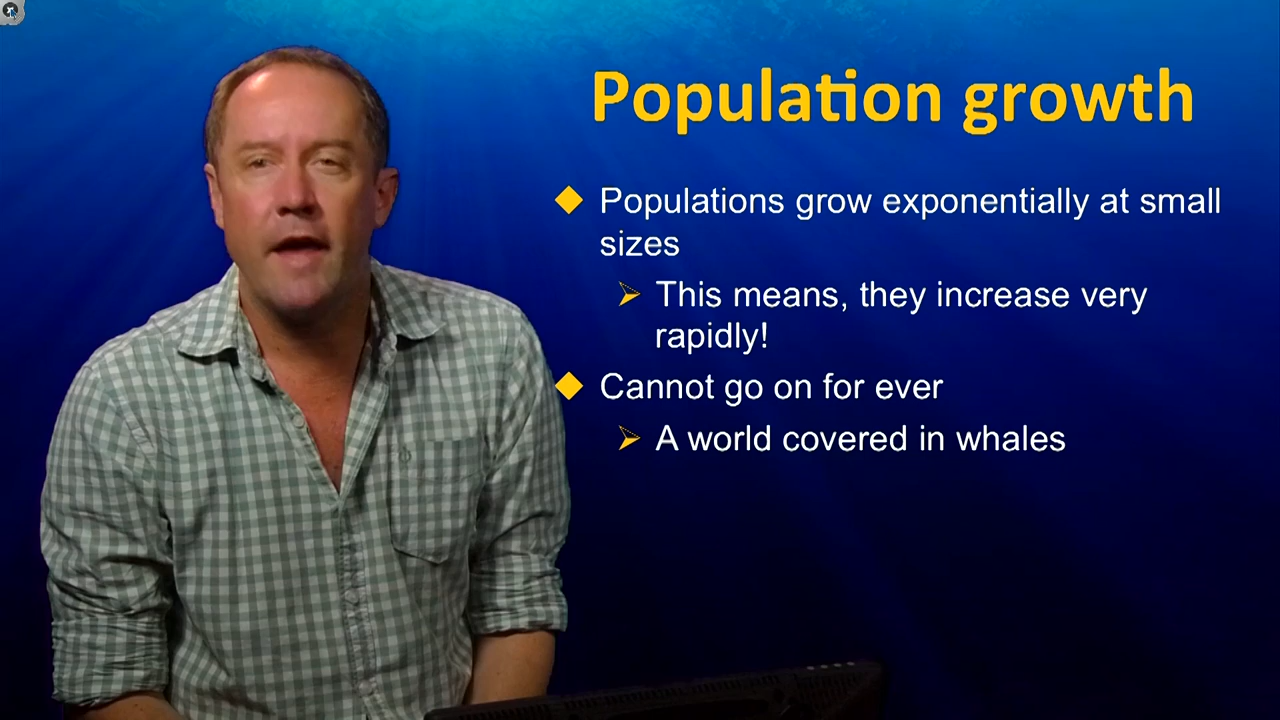 Population growth
Populations grow exponentially at small
sizes
This means, they increase very
rapidly!
Cannot go on for ever
A world covered in whales